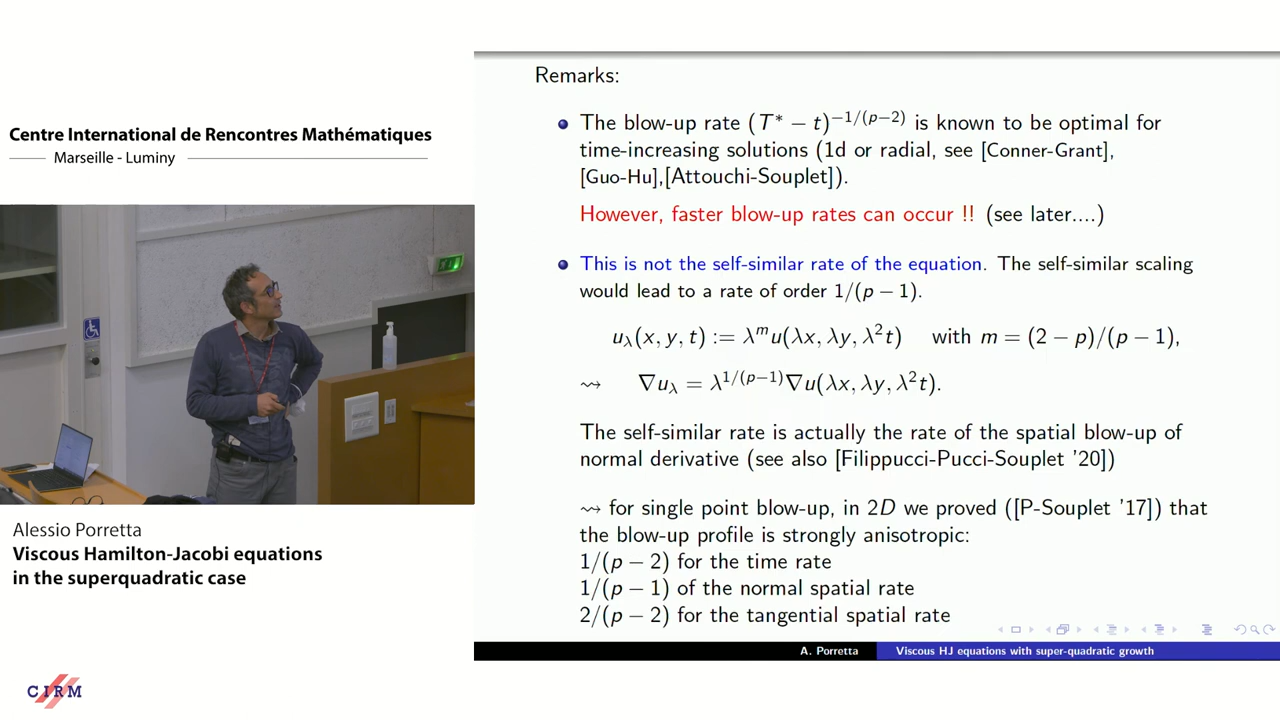 Centre International de Rencontres Mathématiques
Marseille - Luminy
Alessio Porretta
Viscous Hamilton-Jacobi equations
in the superquadratic case
CIRM
Remarks:
The blow-up rate (T* − t)^{−1/(p−2)} is known to be optimal for
time-increasing solutions (1d or radial, see [Conner-Grant],
[Guo-Hu],[Attouchi-Souplet]).
However, faster blow-up rates can occur !! (see later....)
This is not the self-similar rate of the equation. The self-similar scaling
would lead to a rate of order 1/(p − 1).
u_λ(x, y, t) := λ^m u(λx, λy, λ²t) with m = (2 − p)/(p − 1),
⇝ ∇u_λ = λ^{1/(p−1)}∇u(λx, λy, λ²t).
The self-similar rate is actually the rate of the spatial blow-up of
normal derivative (see also [Filippucci-Pucci-Souplet '20])
⇝ for single point blow-up, in 2D we proved ([P-Souplet '17]) that
the blow-up profile is strongly anisotropic:
1/(p − 2) for the time rate
1/(p − 1) of the normal spatial rate
2/(p − 2) for the tangential spatial rate
A. Porretta
Viscous HJ equations with super-quadratic growth